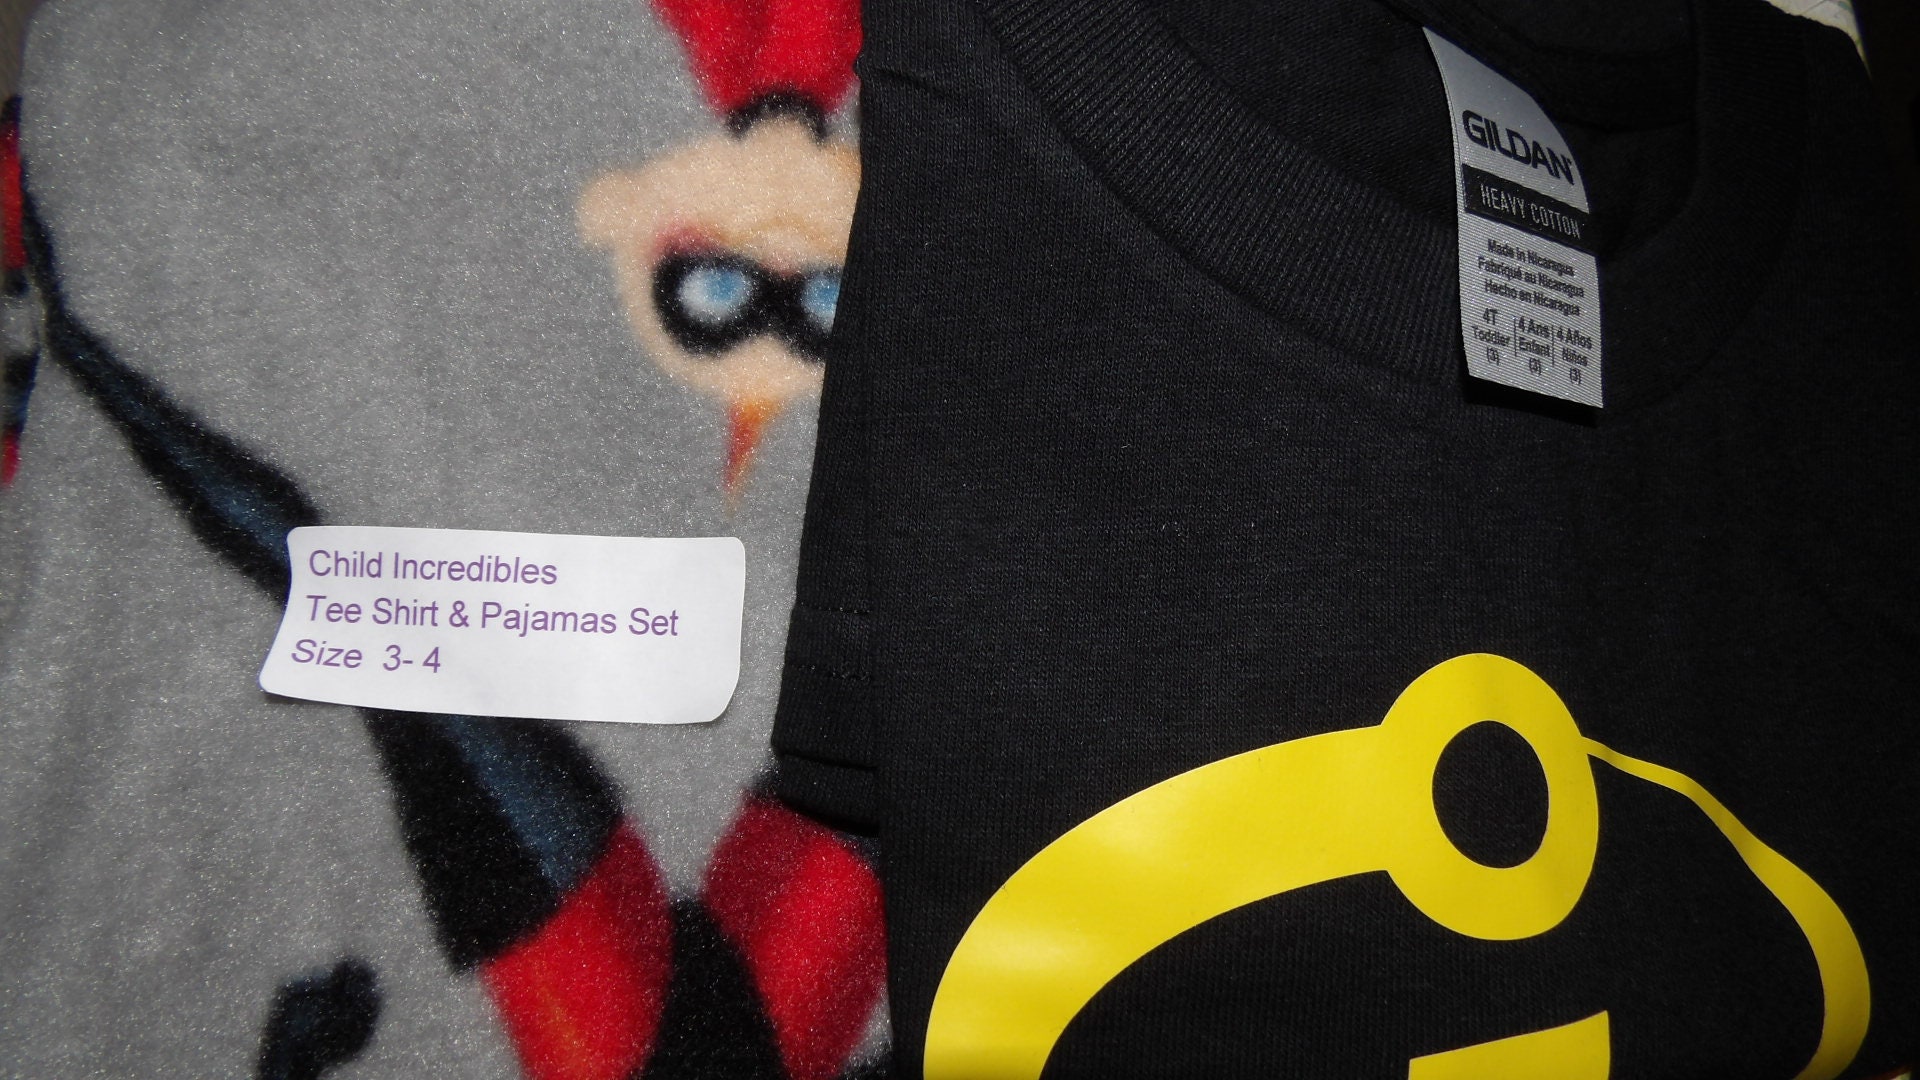 Child Incredibles
Tee Shirt & Pajamas Set
Size 3-4
GILDAN®
HEAVY COTTON
Made in Nicaragua
Fabriqué au Nicaragua
Hecho en Nicaragua
4T | 4 Ans | 4 Años
Toddler | Enfant | Niños
(3) (3) (3)